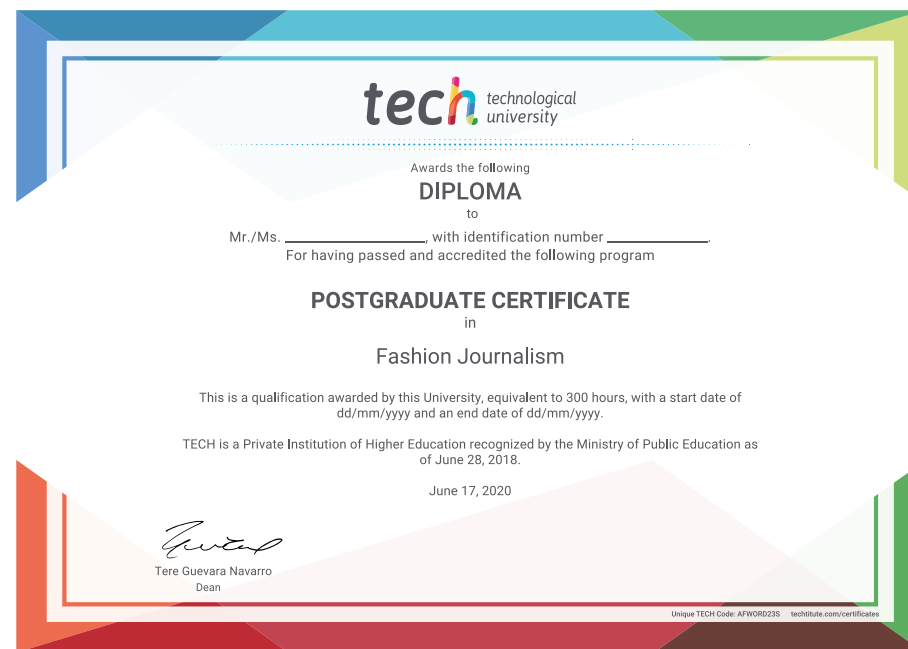 tech technological
university
Awards the following
DIPLOMA
to
Mr./Ms. ____________________, with identification number ______________.
For having passed and accredited the following program
POSTGRADUATE CERTIFICATE
in
Fashion Journalism
This is a qualification awarded by this University, equivalent to 300 hours, with a start date of
dd/mm/yyyy and an end date of dd/mm/yyyy.
TECH is a Private Institution of Higher Education recognized by the Ministry of Public Education as
of June 28, 2018.
June 17, 2020
Tere Guevara Navarro
Dean
Unique TECH Code: AFWORD23S techtitute.com/certificates